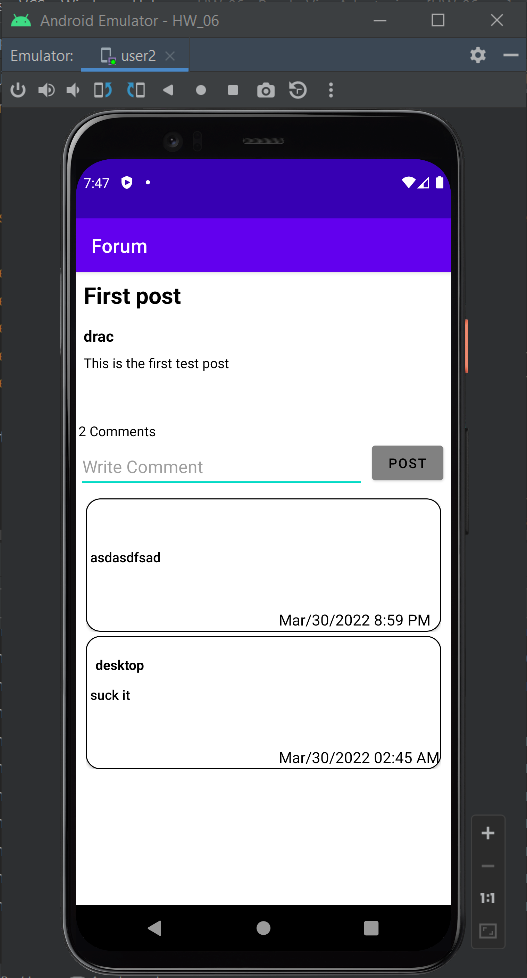 Android Emulator - HW_06
Emulator:
user2
7:47
Forum
First post
drac
This is the first test post
2 Comments
Write Comment
POST
asdasdfsad
Mar/30/2022 8:59 PM
desktop
suck it
Mar/30/2022 02:45 AM
1:1